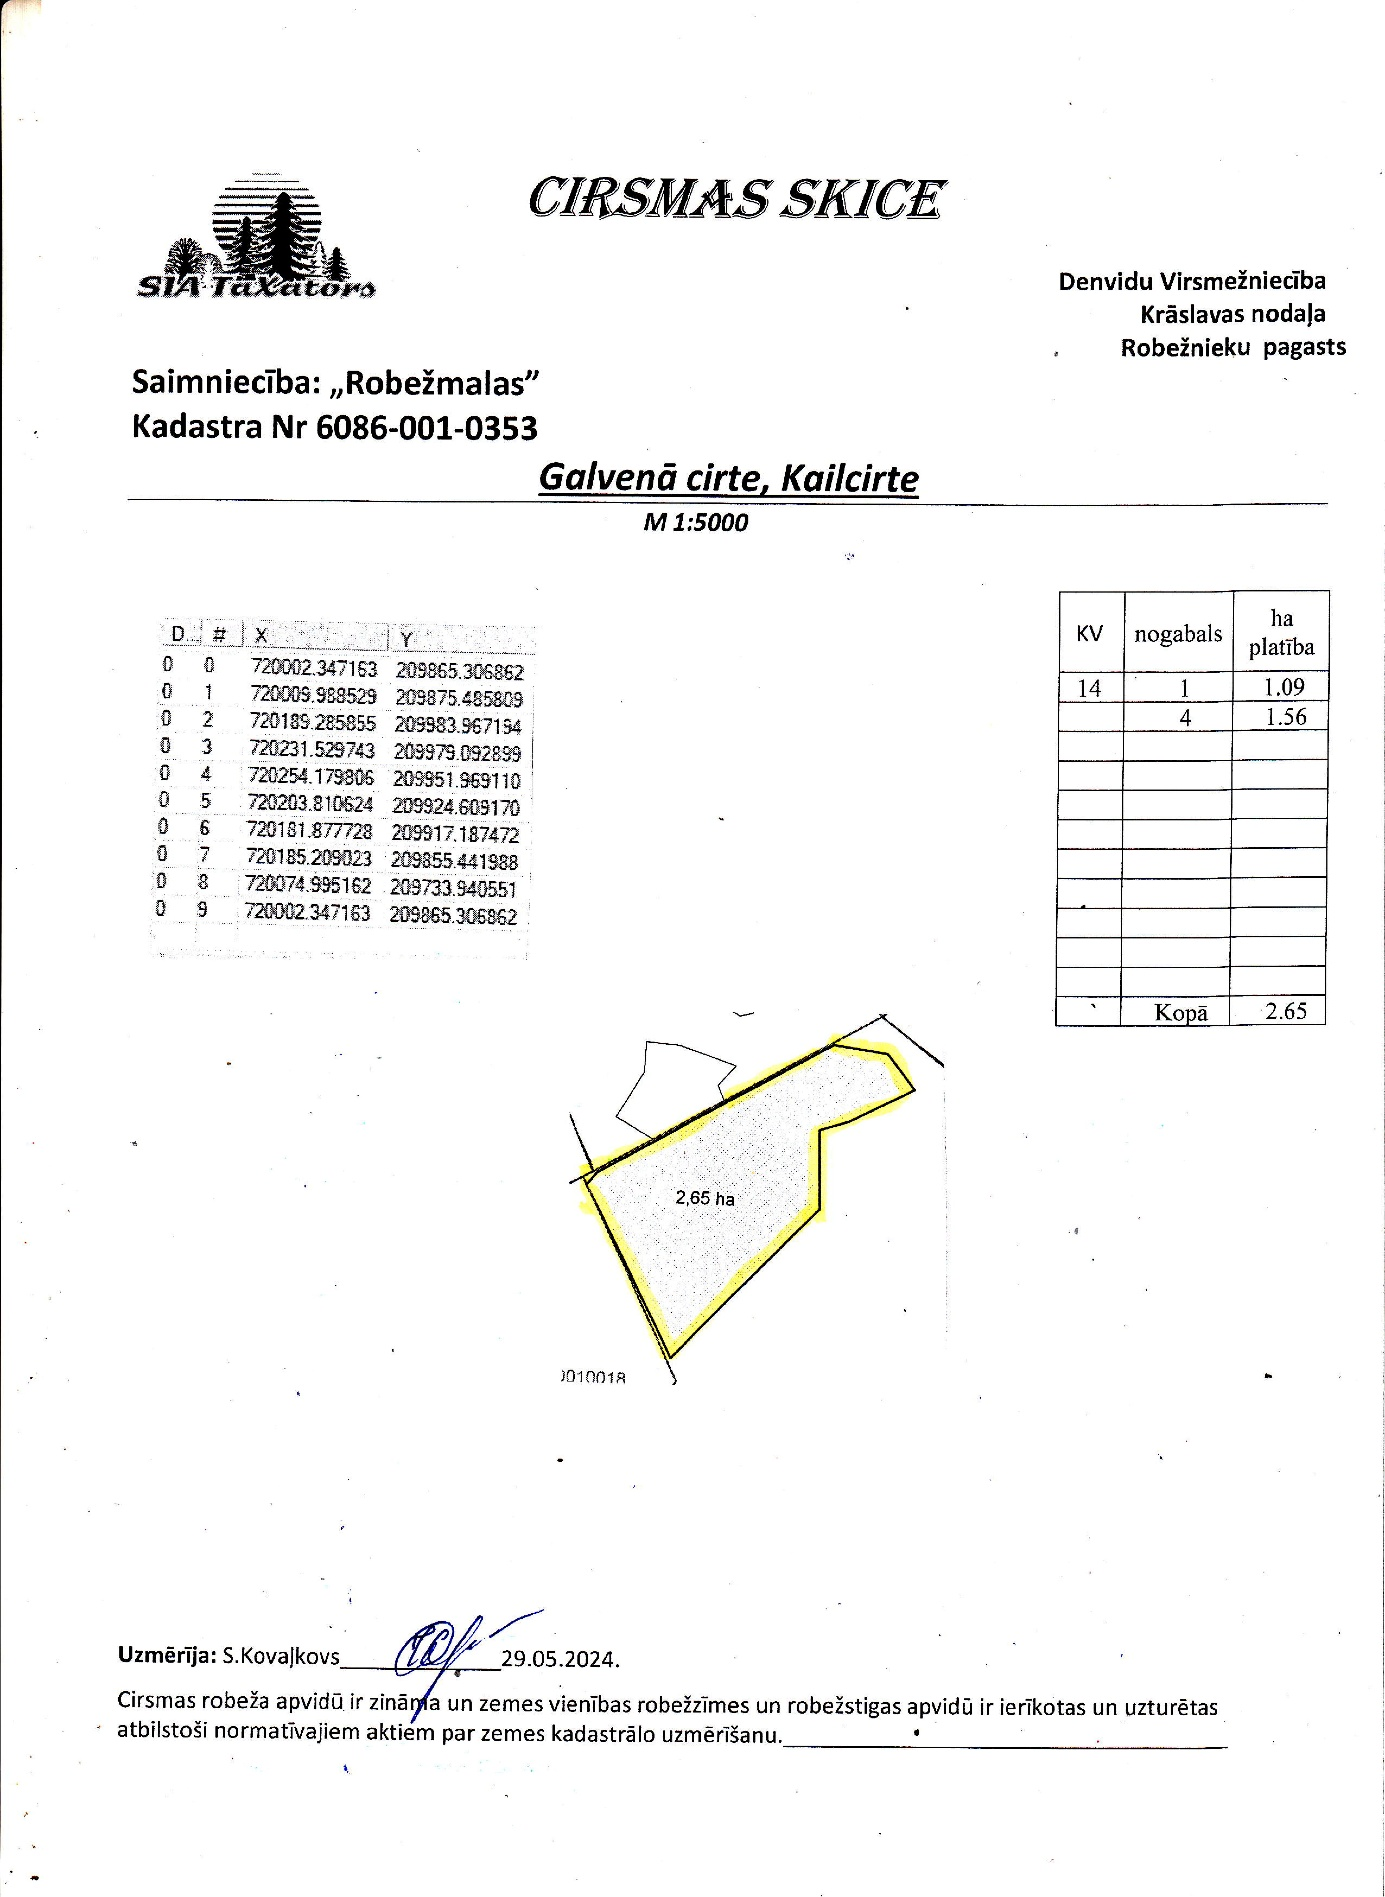 CIRSMAS SKICE
SIA Taxators
Denvidu Virsmežniecība
Krāslavas nodaļa
Robežnieku pagasts
Saimniecība: „Robežmalas”
Kadastra Nr 6086-001-0353
Galvenā cirte, Kailcirte
M 1:5000
D... # X Y
0 0 720002.347163 209865.306862
0 1 720009.988529 209875.485809
0 2 720189.285855 209983.967194
0 3 720231.529743 209979.092899
0 4 720254.179806 209951.969110
0 5 720203.810624 209924.609170
0 6 720181.877728 209917.187472
0 7 720185.209023 209855.441988
0 8 720074.995162 209733.940551
0 9 720002.347163 209865.306862
KV nogabals ha platība
14 1 1.09
4 1.56
Kopā 2.65
2,65 ha
0010018
Uzmērīja: S.Kovaļkovs 29.05.2024.
Cirsmas robeža apvidū ir zināma un zemes vienības robežzīmes un robežstigas apvidū ir ierīkotas un uzturētas
atbilstoši normatīvajiem aktiem par zemes kadastrālo uzmērīšanu.